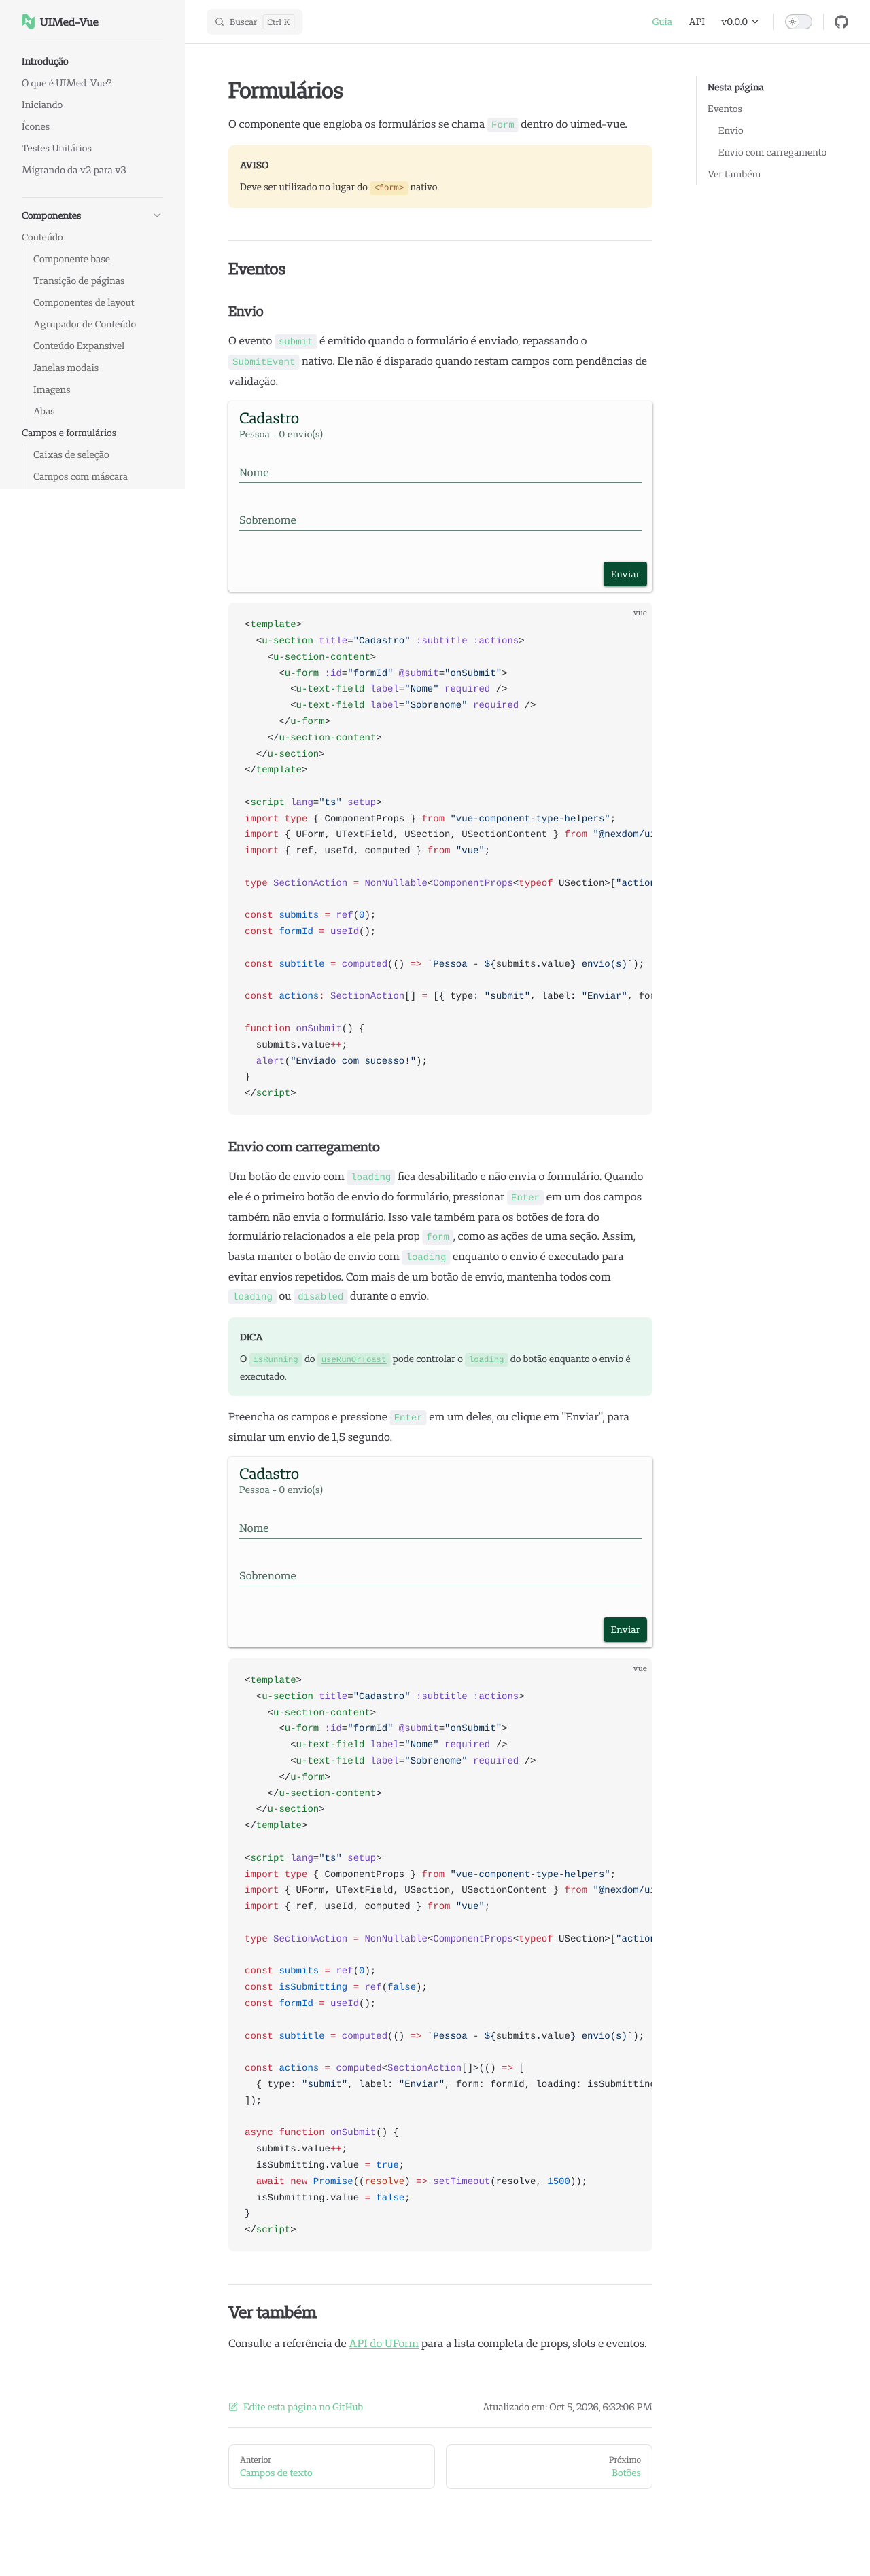 UIMed-Vue
Buscar Ctrl K
Guia API v0.0.0
Introdução
O que é UIMed-Vue?
Iniciando
Ícones
Testes Unitários
Migrando da v2 para v3
Componentes
Conteúdo
Componente base
Transição de páginas
Componentes de layout
Agrupador de Conteúdo
Conteúdo Expansível
Janelas modais
Imagens
Abas
Campos e formulários
Caixas de seleção
Campos com máscara
Nesta página
Eventos
Envio
Envio com carregamento
Ver também
Formulários
O componente que engloba os formulários se chama Form dentro do uimed-vue.
AVISO
Deve ser utilizado no lugar do <form> nativo.
Eventos
Envio
O evento submit é emitido quando o formulário é enviado, repassando o
SubmitEvent nativo. Ele não é disparado quando restam campos com pendências de
validação.
Cadastro
Pessoa - 0 envio(s)
Nome
Sobrenome
Enviar
vue
<template>
  <u-section title="Cadastro" :subtitle :actions>
    <u-section-content>
      <u-form :id="formId" @submit="onSubmit">
        <u-text-field label="Nome" required />
        <u-text-field label="Sobrenome" required />
      </u-form>
    </u-section-content>
  </u-section>
</template>
<script lang="ts" setup>
import type { ComponentProps } from "vue-component-type-helpers";
import { UForm, UTextField, USection, USectionContent } from "@nexdom/ui
import { ref, useId, computed } from "vue";
type SectionAction = NonNullable<ComponentProps<typeof USection>["action
const submits = ref(0);
const formId = useId();
const subtitle = computed(() => `Pessoa - ${submits.value} envio(s)`);
const actions: SectionAction[] = [{ type: "submit", label: "Enviar", for
function onSubmit() {
  submits.value++;
  alert("Enviado com sucesso!");
}
</script>
Envio com carregamento
Um botão de envio com loading fica desabilitado e não envia o formulário. Quando
ele é o primeiro botão de envio do formulário, pressionar Enter em um dos campos
também não envia o formulário. Isso vale também para os botões de fora do
formulário relacionados a ele pela prop form, como as ações de uma seção. Assim,
basta manter o botão de envio com loading enquanto o envio é executado para
evitar envios repetidos. Com mais de um botão de envio, mantenha todos com
loading ou disabled durante o envio.
DICA
O isRunning do useRunOrToast pode controlar o loading do botão enquanto o envio é
executado.
Preencha os campos e pressione Enter em um deles, ou clique em "Enviar", para
simular um envio de 1,5 segundo.
Cadastro
Pessoa - 0 envio(s)
Nome
Sobrenome
Enviar
vue
<template>
  <u-section title="Cadastro" :subtitle :actions>
    <u-section-content>
      <u-form :id="formId" @submit="onSubmit">
        <u-text-field label="Nome" required />
        <u-text-field label="Sobrenome" required />
      </u-form>
    </u-section-content>
  </u-section>
</template>
<script lang="ts" setup>
import type { ComponentProps } from "vue-component-type-helpers";
import { UForm, UTextField, USection, USectionContent } from "@nexdom/ui
import { ref, useId, computed } from "vue";
type SectionAction = NonNullable<ComponentProps<typeof USection>["action
const submits = ref(0);
const isSubmitting = ref(false);
const formId = useId();
const subtitle = computed(() => `Pessoa - ${submits.value} envio(s)`);
const actions = computed<SectionAction[]>(() => [
  { type: "submit", label: "Enviar", form: formId, loading: isSubmitting
]);
async function onSubmit() {
  submits.value++;
  isSubmitting.value = true;
  await new Promise((resolve) => setTimeout(resolve, 1500));
  isSubmitting.value = false;
}
</script>
Ver também
Consulte a referência de API do UForm para a lista completa de props, slots e eventos.
Edite esta página no GitHub
Atualizado em: Oct 5, 2026, 6:32:06 PM
Anterior
Campos de texto
Próximo
Botões